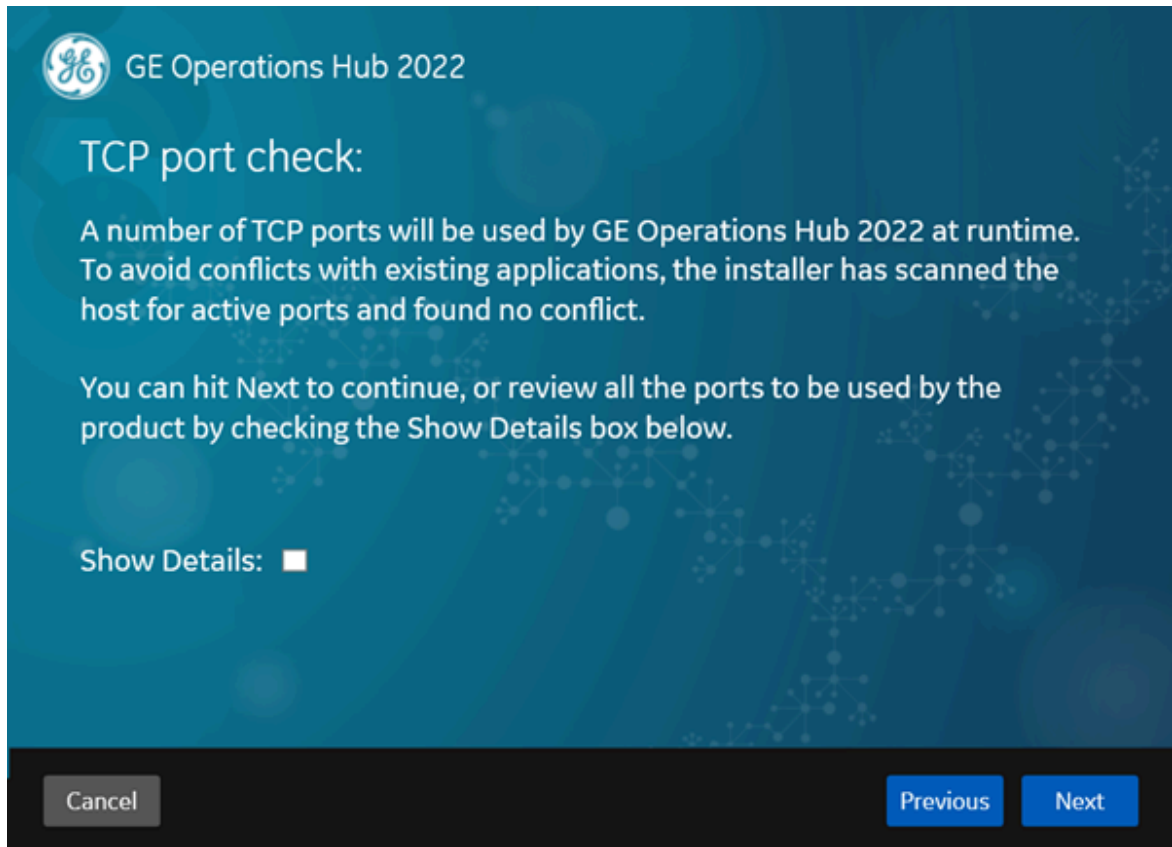 GE Operations Hub 2022
TCP port check:
A number of TCP ports will be used by GE Operations Hub 2022 at runtime.
To avoid conflicts with existing applications, the installer has scanned the
host for active ports and found no conflict.
You can hit Next to continue, or review all the ports to be used by the
product by checking the Show Details box below.
Show Details:
Cancel
Previous
Next